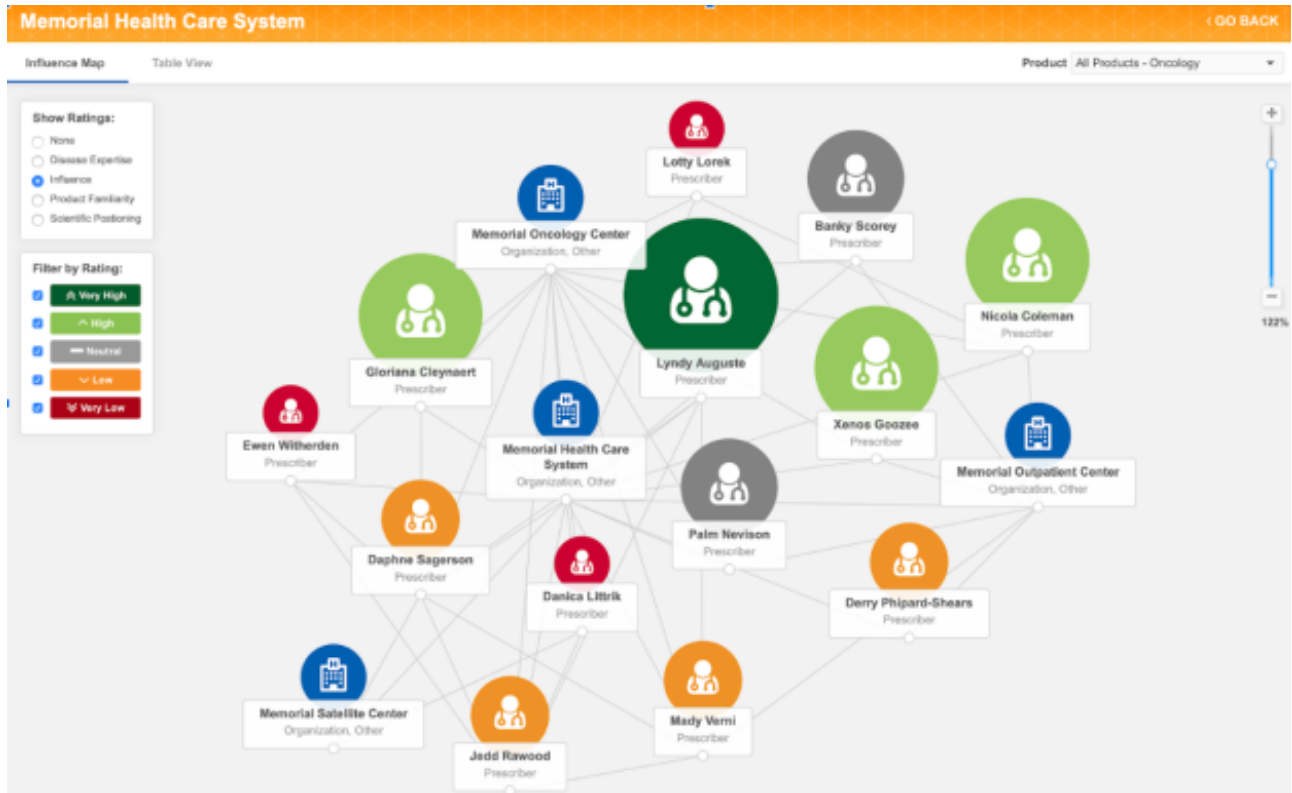 Memorial Health Care System
‹ GO BACK
Influence Map
Table View
Product All Products - Oncology
Show Ratings:
None
Disease Expertise
Influence
Product Familiarity
Scientific Positioning
Filter by Rating:
Very High
High
Neutral
Low
Very Low
122%
Lotty Lorek
Prescriber
Banky Scorey
Prescriber
Memorial Oncology Center
Organization, Other
Nicola Coleman
Prescriber
Lyndy Auguste
Prescriber
Gloriana Cleynaert
Prescriber
Xenos Goozee
Prescriber
Ewen Witherden
Prescriber
Memorial Health Care
System
Organization, Other
Memorial Outpatient Center
Organization, Other
Palm Nevison
Prescriber
Daphne Sagerson
Prescriber
Danica Littrik
Prescriber
Derry Phipard-Shears
Prescriber
Memorial Satellite Center
Organization, Other
Mady Verni
Prescriber
Jedd Rawood
Prescriber